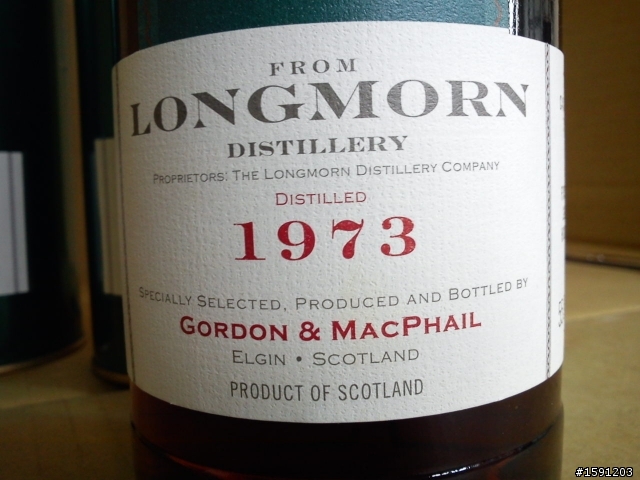 FROM
LONGMORN
DISTILLERY
PROPRIETORS: THE LONGMORN DISTILLERY COMPANY
DISTILLED
1973
SPECIALLY SELECTED, PRODUCED AND BOTTLED BY
GORDON & MACPHAIL
ELGIN • SCOTLAND
PRODUCT OF SCOTLAND
#1591203